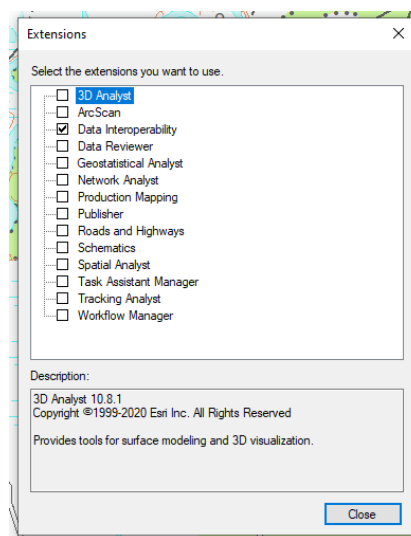 Extensions
Select the extensions you want to use.
3D Analyst
ArcScan
Data Interoperability
Data Reviewer
Geostatistical Analyst
Network Analyst
Production Mapping
Publisher
Roads and Highways
Schematics
Spatial Analyst
Task Assistant Manager
Tracking Analyst
Workflow Manager
Description:
3D Analyst 10.8.1
Copyright ©1999-2020 Esri Inc. All Rights Reserved
Provides tools for surface modeling and 3D visualization.
Close